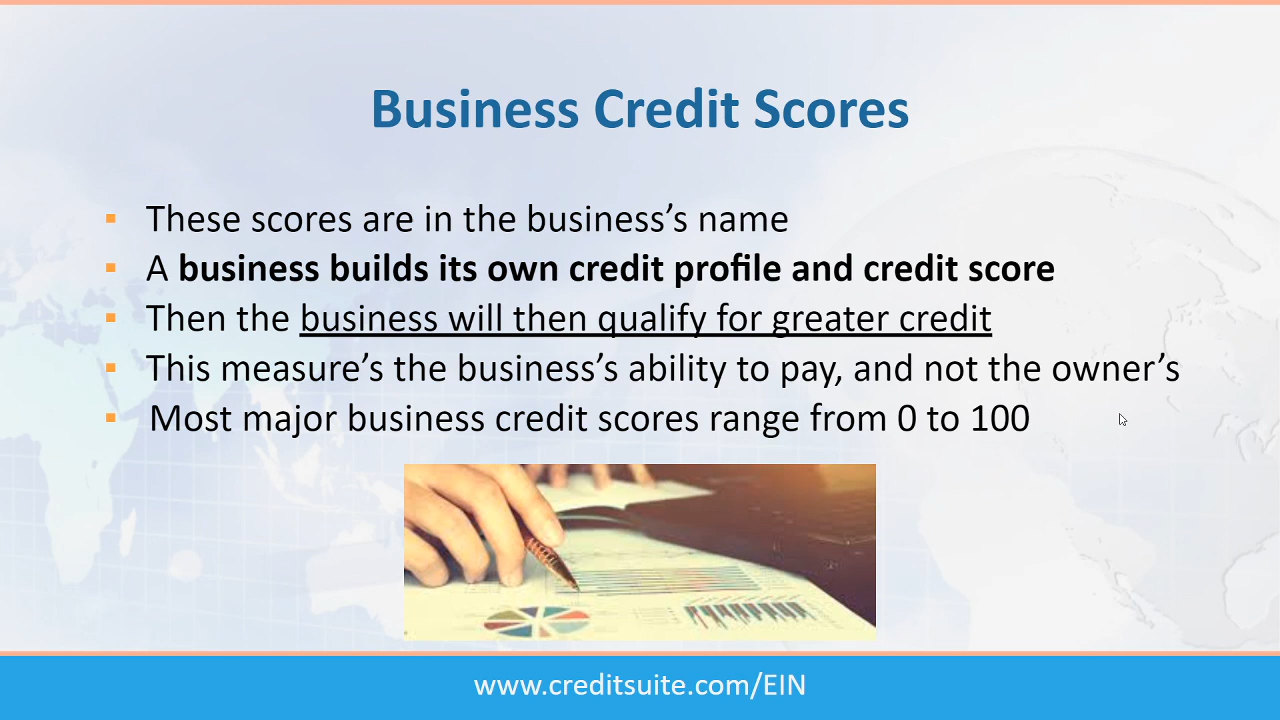 Business Credit Scores
These scores are in the business’s name
A business builds its own credit profile and credit score
Then the business will then qualify for greater credit
This measure’s the business’s ability to pay, and not the owner’s
Most major business credit scores range from 0 to 100
www.creditsuite.com/EIN